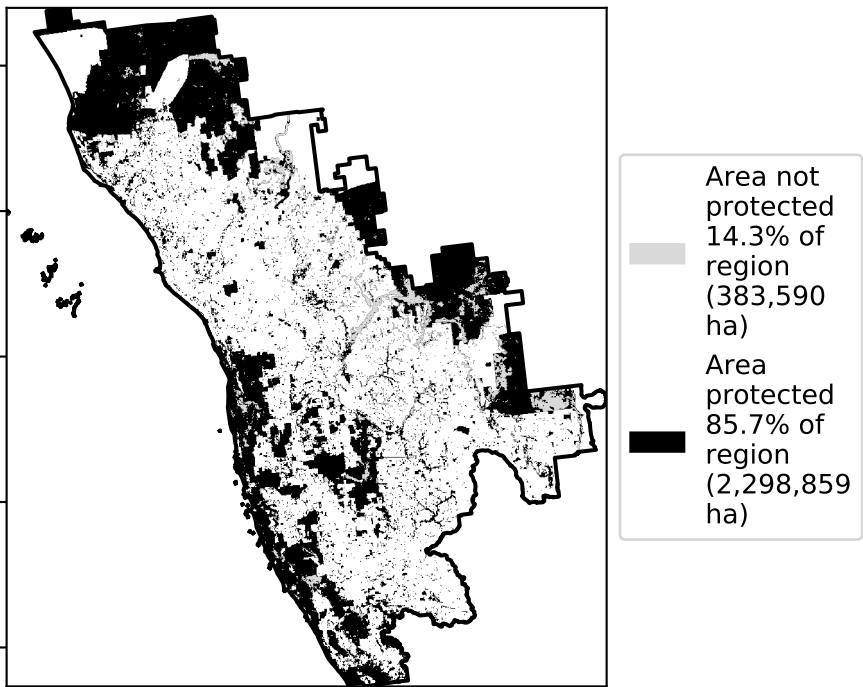 Area not
protected
14.3% of
region
(383,590
ha)
Area
protected
85.7% of
region
(2,298,859
ha)